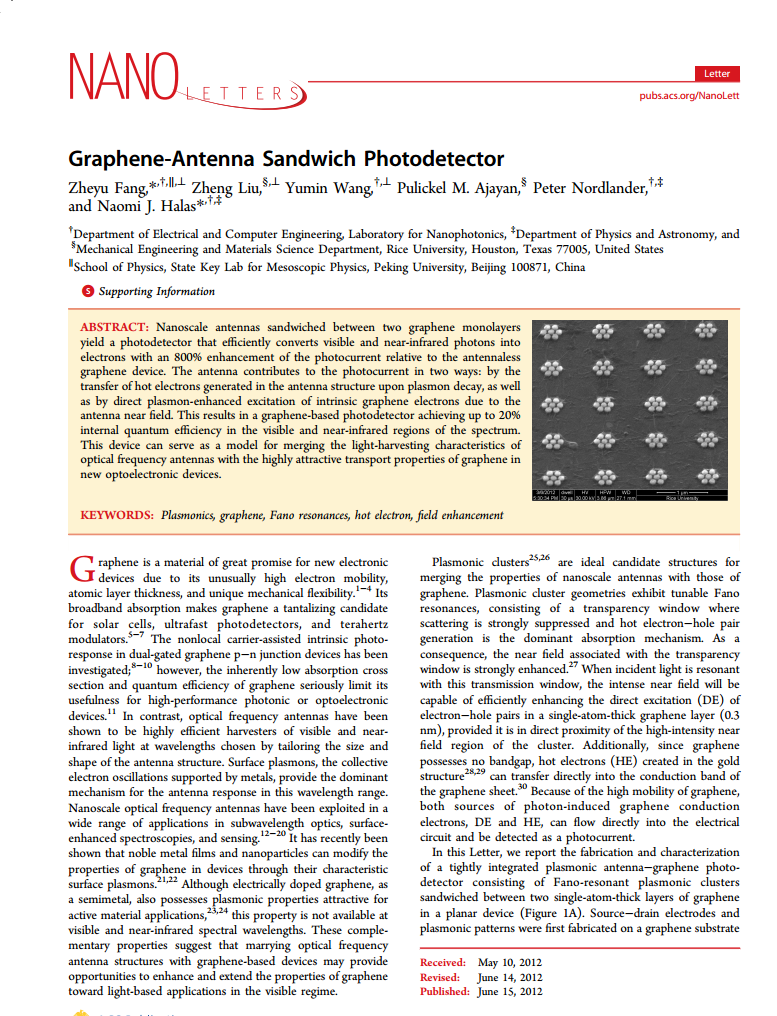 NANO LETTERS
Letter
pubs.acs.org/NanoLett
Graphene-Antenna Sandwich Photodetector
Zheyu Fang,*,†,∥,⊥ Zheng Liu,§,⊥ Yumin Wang,†,⊥ Pulickel M. Ajayan,§ Peter Nordlander,†,‡
and Naomi J. Halas*,†,‡
†Department of Electrical and Computer Engineering, Laboratory for Nanophotonics, ‡Department of Physics and Astronomy, and
§Mechanical Engineering and Materials Science Department, Rice University, Houston, Texas 77005, United States
∥School of Physics, State Key Lab for Mesoscopic Physics, Peking University, Beijing 100871, China
S Supporting Information
ABSTRACT: Nanoscale antennas sandwiched between two graphene monolayers
yield a photodetector that efficiently converts visible and near-infrared photons into
electrons with an 800% enhancement of the photocurrent relative to the antennaless
graphene device. The antenna contributes to the photocurrent in two ways: by the
transfer of hot electrons generated in the antenna structure upon plasmon decay, as well
as by direct plasmon-enhanced excitation of intrinsic graphene electrons due to the
antenna near field. This results in a graphene-based photodetector achieving up to 20%
internal quantum efficiency in the visible and near-infrared regions of the spectrum.
This device can serve as a model for merging the light-harvesting characteristics of
optical frequency antennas with the highly attractive transport properties of graphene in
new optoelectronic devices.
1 μm
Rice University
KEYWORDS: Plasmonics, graphene, Fano resonances, hot electron, field enhancement
Graphene is a material of great promise for new electronic
devices due to its unusually high electron mobility,
atomic layer thickness, and unique mechanical flexibility.1−4 Its
broadband absorption makes graphene a tantalizing candidate
for solar cells, ultrafast photodetectors, and terahertz
modulators.5−7 The nonlocal carrier-assisted intrinsic photo-
response in dual-gated graphene p−n junction devices has been
investigated;8−10 however, the inherently low absorption cross
section and quantum efficiency of graphene seriously limit its
usefulness for high-performance photonic or optoelectronic
devices.11 In contrast, optical frequency antennas have been
shown to be highly efficient harvesters of visible and near-
infrared light at wavelengths chosen by tailoring the size and
shape of the antenna structure. Surface plasmons, the collective
electron oscillations supported by metals, provide the dominant
mechanism for the antenna response in this wavelength range.
Nanoscale optical frequency antennas have been exploited in a
wide range of applications in subwavelength optics, surface-
enhanced spectroscopies, and sensing.12−20 It has recently been
shown that noble metal films and nanoparticles can modify the
properties of graphene in devices through their characteristic
surface plasmons.21,22 Although electrically doped graphene, as
a semimetal, also possesses plasmonic properties attractive for
active material applications,23,24 this property is not available at
visible and near-infrared spectral wavelengths. These comple-
mentary properties suggest that marrying optical frequency
antenna structures with graphene-based devices may provide
opportunities to enhance and extend the properties of graphene
toward light-based applications in the visible regime.
Plasmonic clusters25,26 are ideal candidate structures for
merging the properties of nanoscale antennas with those of
graphene. Plasmonic cluster geometries exhibit tunable Fano
resonances, consisting of a transparency window where
scattering is strongly suppressed and hot electron−hole pair
generation is the dominant absorption mechanism. As a
consequence, the near field associated with the transparency
window is strongly enhanced.27 When incident light is resonant
with this transmission window, the intense near field will be
capable of efficiently enhancing the direct excitation (DE) of
electron−hole pairs in a single-atom-thick graphene layer (0.3
nm), provided it is in direct proximity of the high-intensity near
field region of the cluster. Additionally, since graphene
possesses no bandgap, hot electrons (HE) created in the gold
structure28,29 can transfer directly into the conduction band of
the graphene sheet.30 Because of the high mobility of graphene,
both sources of photon-induced graphene conduction
electrons, DE and HE, can flow directly into the electrical
circuit and be detected as a photocurrent.
In this Letter, we report the fabrication and characterization
of a tightly integrated plasmonic antenna−graphene photo-
detector consisting of Fano-resonant plasmonic clusters
sandwiched between two single-atom-thick layers of graphene
in a planar device (Figure 1A). Source−drain electrodes and
plasmonic patterns were first fabricated on a graphene substrate
Received: May 10, 2012
Revised: June 14, 2012
Published: June 15, 2012